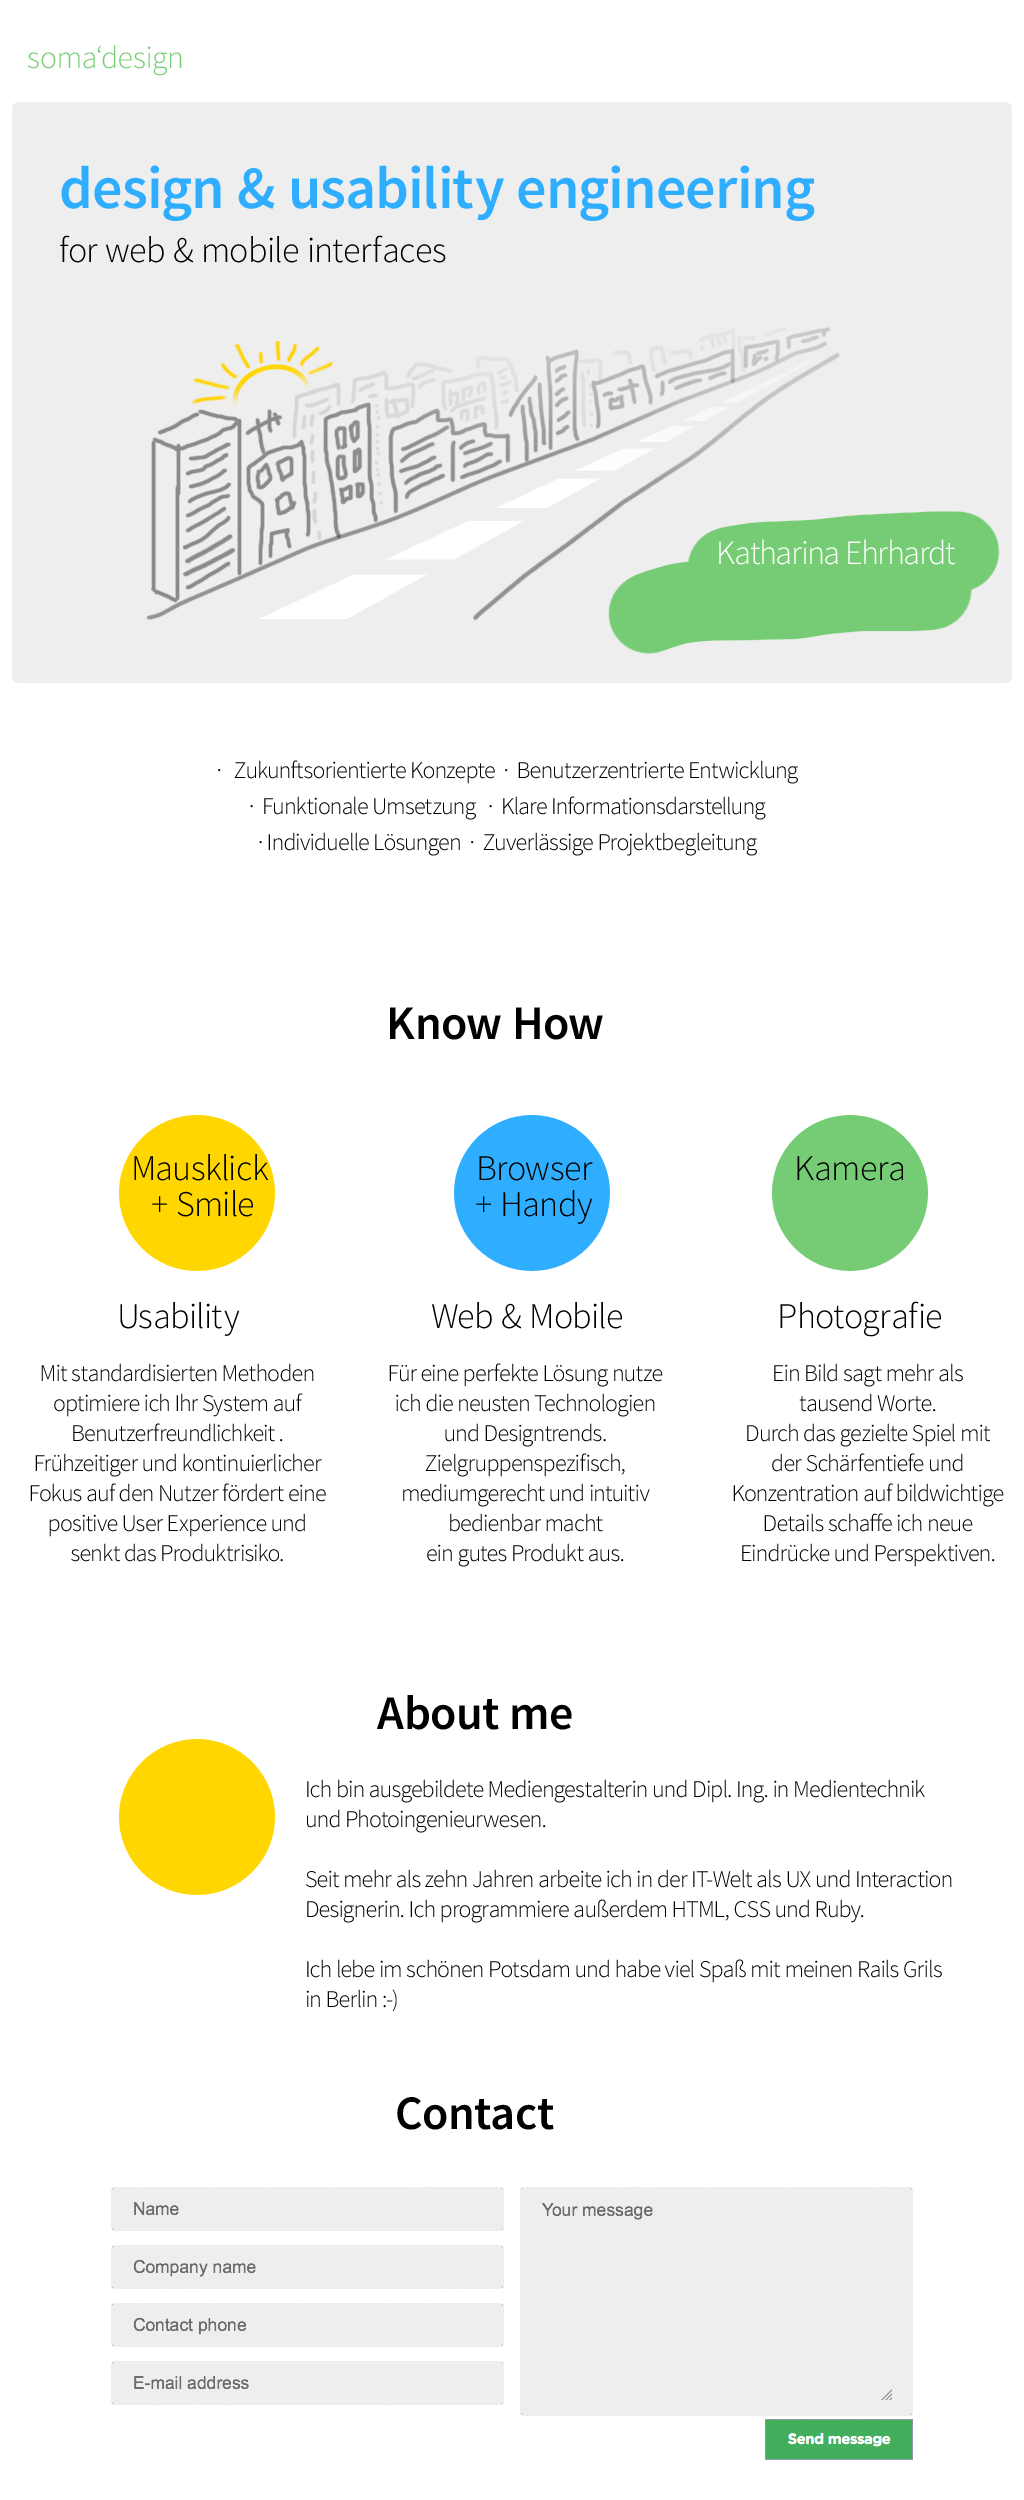 soma‘design
design & usability engineering
for web & mobile interfaces
Katharina Ehrhardt
· Zukunftsorientierte Konzepte · Benutzerzentrierte Entwicklung
· Funktionale Umsetzung · Klare Informationsdarstellung
· Individuelle Lösungen · Zuverlässige Projektbegleitung
Know How
Mausklick
+ Smile
Usability
Mit standardisierten Methoden
optimiere ich Ihr System auf
Benutzerfreundlichkeit .
Frühzeitiger und kontinuierlicher
Fokus auf den Nutzer fördert eine
positive User Experience und
senkt das Produktrisiko.
Browser
+ Handy
Web & Mobile
Für eine perfekte Lösung nutze
ich die neusten Technologien
und Designtrends.
Zielgruppenspezifisch,
mediumgerecht und intuitiv
bedienbar macht
ein gutes Produkt aus.
Kamera
Photografie
Ein Bild sagt mehr als
tausend Worte.
Durch das gezielte Spiel mit
der Schärfentiefe und
Konzentration auf bildwichtige
Details schaffe ich neue
Eindrücke und Perspektiven.
About me
Ich bin ausgebildete Mediengestalterin und Dipl. Ing. in Medientechnik
und Photoingenieurwesen.
Seit mehr als zehn Jahren arbeite ich in der IT-Welt als UX und Interaction
Designerin. Ich programmiere außerdem HTML, CSS und Ruby.
Ich lebe im schönen Potsdam und habe viel Spaß mit meinen Rails Grils
in Berlin :-)
Contact
Name
Company name
Contact phone
E-mail address
Your message
Send message